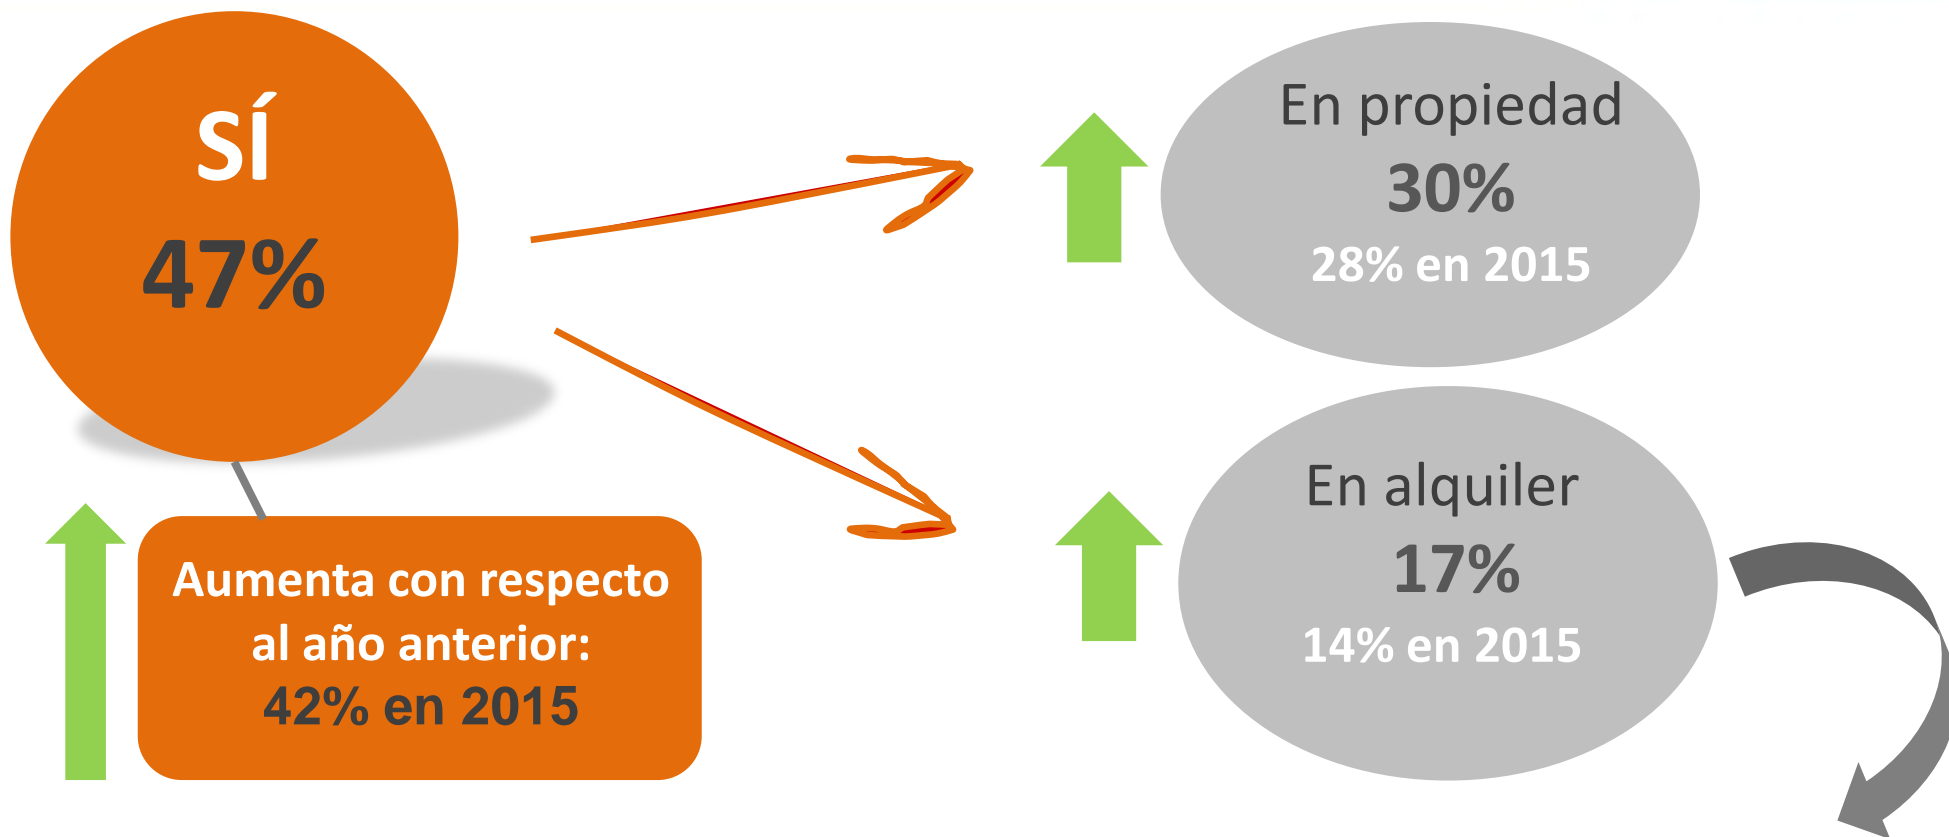 SÍ
47%
Aumenta con respecto
al año anterior:
42% en 2015
En propiedad
30%
28% en 2015
En alquiler
17%
14% en 2015